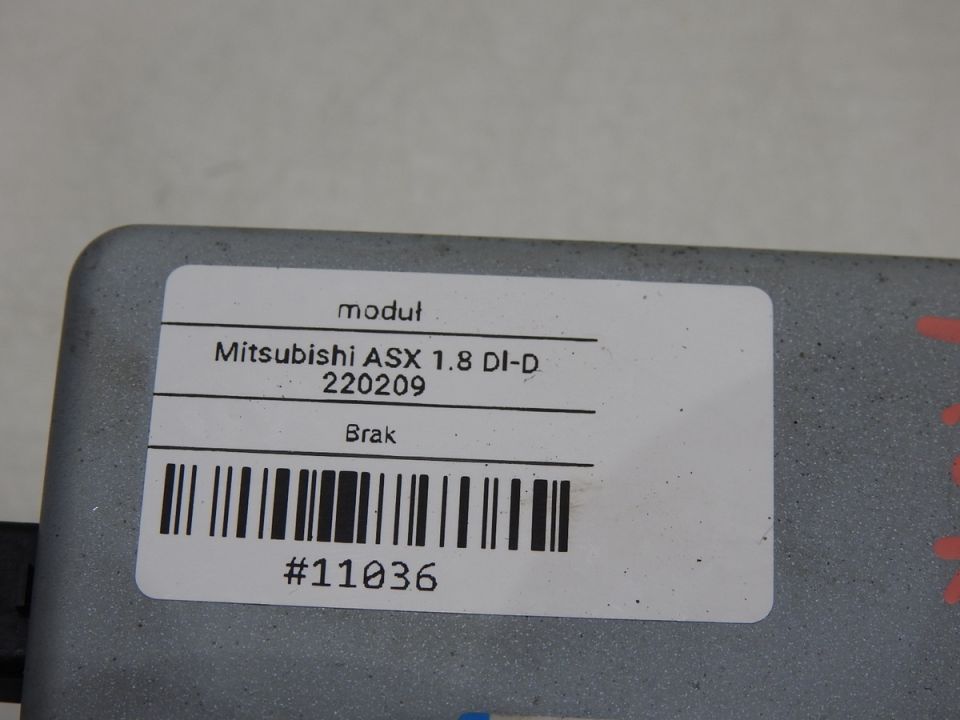 moduł
Mitsubishi ASX 1.8 DI-D
220209
Brak
#11036